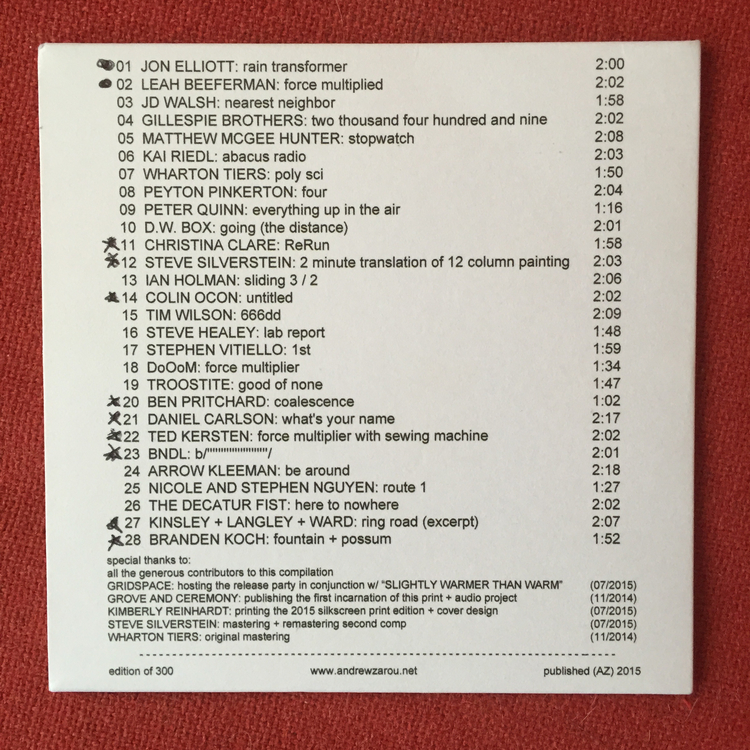 01 JON ELLIOTT: rain transformer 2:00
02 LEAH BEEFERMAN: force multiplied 2:02
03 JD WALSH: nearest neighbor 1:58
04 GILLESPIE BROTHERS: two thousand four hundred and nine 2:02
05 MATTHEW MCGEE HUNTER: stopwatch 2:08
06 KAI RIEDL: abacus radio 2:03
07 WHARTON TIERS: poly sci 1:50
08 PEYTON PINKERTON: four 2:04
09 PETER QUINN: everything up in the air 1:16
10 D.W. BOX: going (the distance) 2:01
11 CHRISTINA CLARE: ReRun 1:58
12 STEVE SILVERSTEIN: 2 minute translation of 12 column painting 2:03
13 IAN HOLMAN: sliding 3 / 2 2:06
14 COLIN OCON: untitled 2:02
15 TIM WILSON: 666dd 2:09
16 STEVE HEALEY: lab report 1:48
17 STEPHEN VITIELLO: 1st 1:59
18 DoOoM: force multiplier 1:34
19 TROOSTITE: good of none 1:47
20 BEN PRITCHARD: coalescence 1:02
21 DANIEL CARLSON: what's your name 2:17
22 TED KERSTEN: force multiplier with sewing machine 2:02
23 BNDL: b/""""""""""""/ 2:01
24 ARROW KLEEMAN: be around 2:18
25 NICOLE AND STEPHEN NGUYEN: route 1 1:27
26 THE DECATUR FIST: here to nowhere 2:02
27 KINSLEY + LANGLEY + WARD: ring road (excerpt) 2:07
28 BRANDEN KOCH: fountain + possum 1:52
special thanks to:
all the generous contributors to this compilation
GRIDSPACE: hosting the release party in conjunction w/ "SLIGHTLY WARMER THAN WARM" (07/2015)
GROVE AND CEREMONY: publishing the first incarnation of this print + audio project (11/2014)
KIMBERLY REINHARDT: printing the 2015 silkscreen print edition + cover design (07/2015)
STEVE SILVERSTEIN: mastering + remastering second comp (07/2015)
WHARTON TIERS: original mastering (11/2014)
edition of 300 www.andrewzarou.net published (AZ) 2015